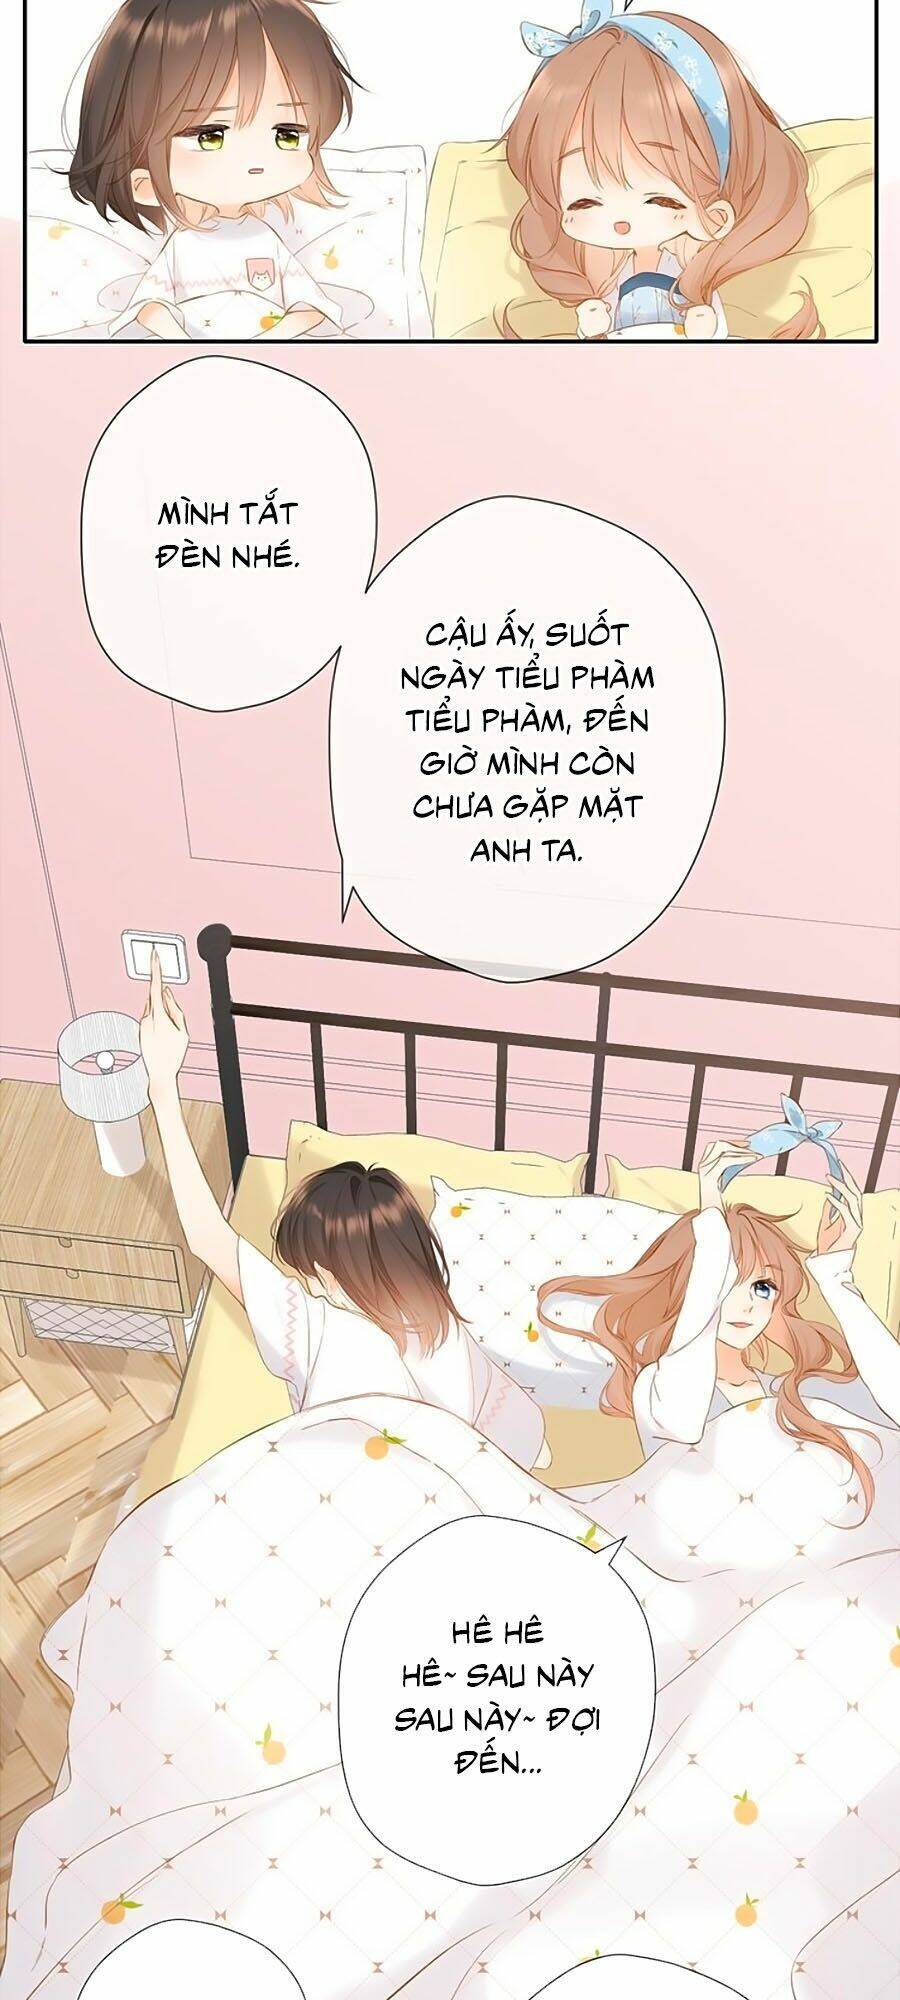 MÌNH TẮT
ĐÈN NHÉ.
CẬU ẤY, SUỐT
NGÀY TIỂU PHÀM
TIỂU PHÀM, ĐẾN
GIỜ MÌNH CÒN
CHƯA GẶP MẶT
ANH TA.
HÊ HÊ
HÊ~ SAU NÀY
SAU NÀY~ ĐỢI
ĐẾN...